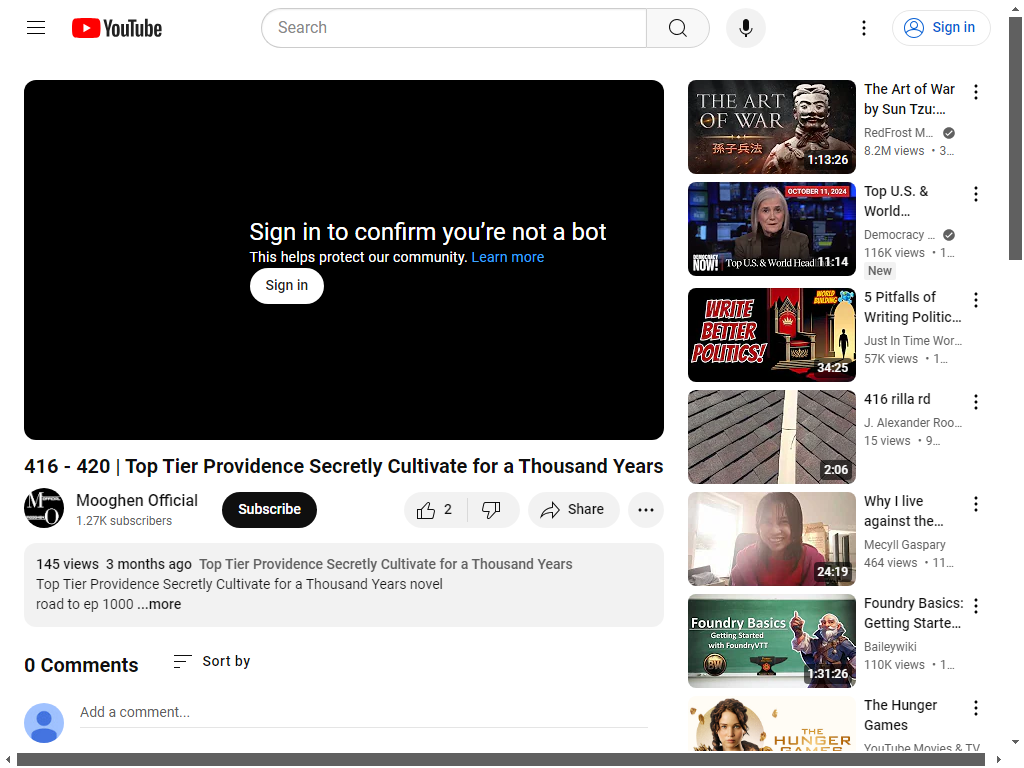 YouTube
Search
Sign in
Sign in to confirm you're not a bot
This helps protect our community. Learn more
Sign in
416 - 420 | Top Tier Providence Secretly Cultivate for a Thousand Years
Mooghen Official
1.27K subscribers
Subscribe
2
Share
145 views 3 months ago Top Tier Providence Secretly Cultivate for a Thousand Years
Top Tier Providence Secretly Cultivate for a Thousand Years novel
road to ep 1000 ...more
0 Comments
Sort by
Add a comment...
THE ART
OF WAR
孫子兵法
1:13:26
The Art of War
by Sun Tzu:...
RedFrost M...
8.2M views • 3...
OCTOBER 11, 2024
DEMOCRACY
NOW!
Top U.S. & World Headl
11:14
Top U.S. &
World...
Democracy ...
116K views • 1...
New
WORLD
BUILDING
WRITE
BETTER
POLITICS!
34:25
5 Pitfalls of
Writing Politic...
Just In Time Wor...
57K views • 1...
2:06
416 rilla rd
J. Alexander Roo...
15 views • 9...
24:19
Why I live
against the...
Mecyll Gaspary
464 views • 11...
Foundry Basics
Getting Started
with FoundryVTT
BW
1:31:26
Foundry Basics:
Getting Starte...
Baileywiki
110K views • 1...
THE
HUNGER
GAMES
The Hunger
Games
YouTube Movies & TV